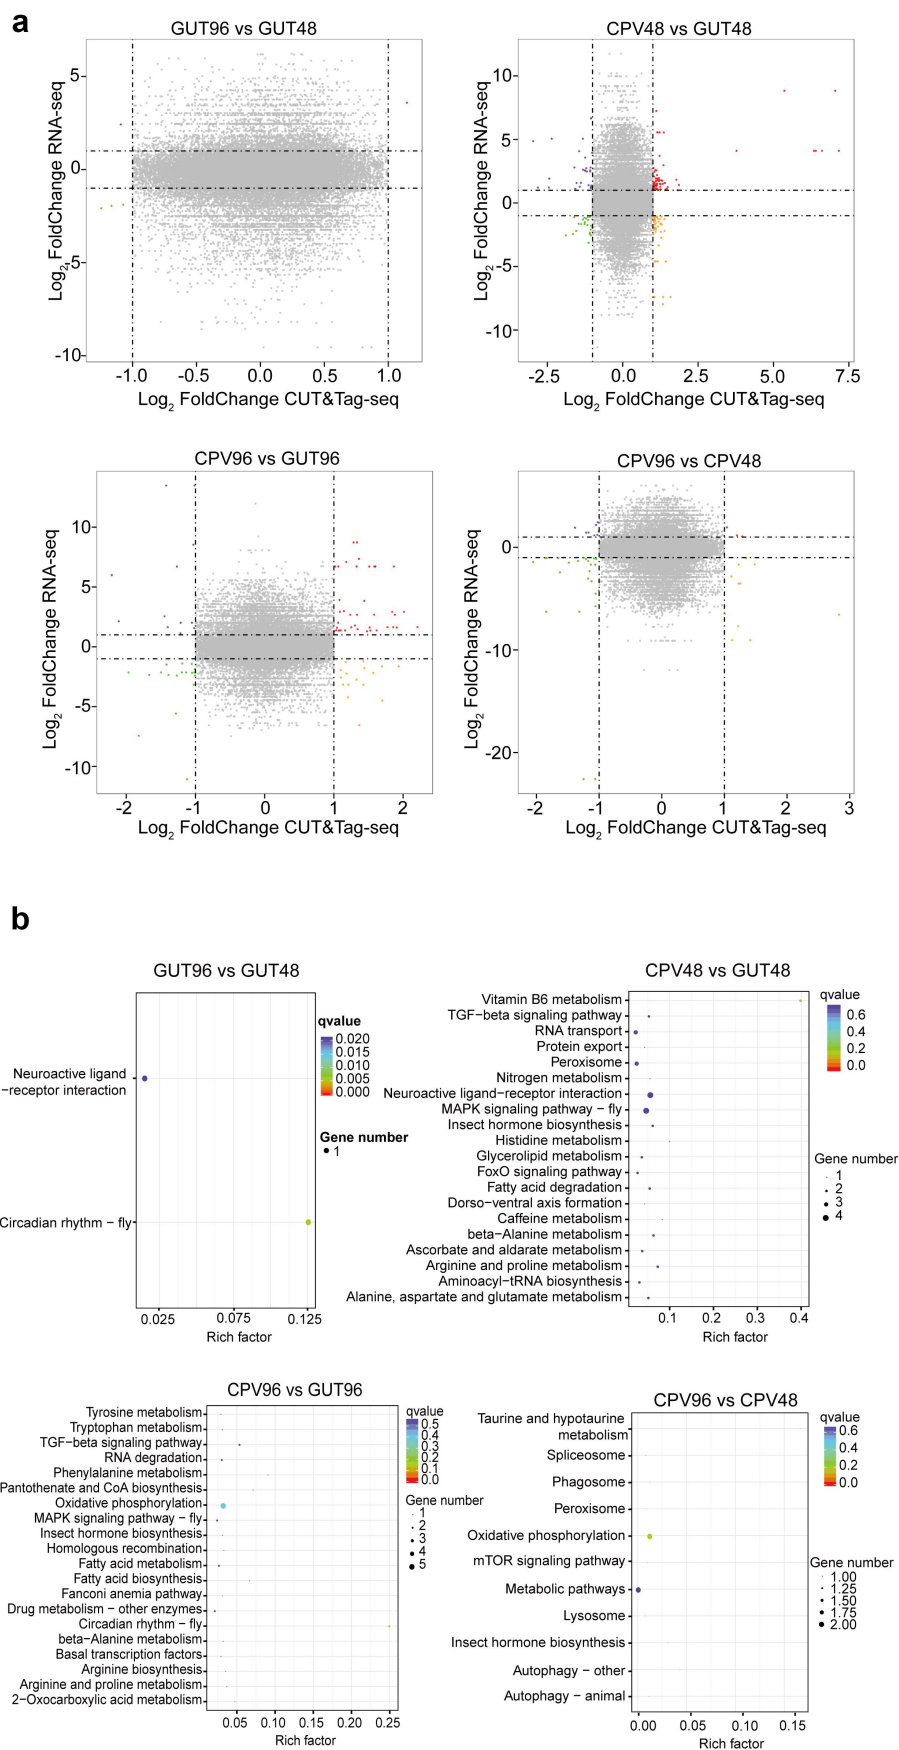 a
GUT96 vs GUT48
Log2 FoldChange RNA-seq
5
0
-5
-10
-1.0 -0.5 0.0 0.5 1.0
Log2 FoldChange CUT&Tag-seq
CPV48 vs GUT48
Log2 FoldChange RNA-seq
10
5
0
-5
-10
-2.5 0.0 2.5 5.0 7.5
Log2 FoldChange CUT&Tag-seq
CPV96 vs GUT96
Log2 FoldChange RNA-seq
10
5
0
-5
-10
-2 -1 0 1 2
Log2 FoldChange CUT&Tag-seq
CPV96 vs CPV48
Log2 FoldChange RNA-seq
0
-10
-20
-2 -1 0 1 2 3
Log2 FoldChange CUT&Tag-seq
b
GUT96 vs GUT48
Neuroactive ligand
−receptor interaction
Circadian rhythm − fly
0.025 0.075 0.125
Rich factor
qvalue
0.020
0.015
0.010
0.005
0.000
Gene number
1
CPV48 vs GUT48
Vitamin B6 metabolism
TGF−beta signaling pathway
RNA transport
Protein export
Peroxisome
Nitrogen metabolism
Neuroactive ligand−receptor interaction
MAPK signaling pathway − fly
Insect hormone biosynthesis
Histidine metabolism
Glycerolipid metabolism
FoxO signaling pathway
Fatty acid degradation
Dorso−ventral axis formation
Caffeine metabolism
beta−Alanine metabolism
Ascorbate and aldarate metabolism
Arginine and proline metabolism
Aminoacyl−tRNA biosynthesis
Alanine, aspartate and glutamate metabolism
0.1 0.2 0.3 0.4
Rich factor
qvalue
0.6
0.4
0.2
0.0
Gene number
1
2
3
4
CPV96 vs GUT96
Tyrosine metabolism
Tryptophan metabolism
TGF−beta signaling pathway
RNA degradation
Phenylalanine metabolism
Pantothenate and CoA biosynthesis
Oxidative phosphorylation
MAPK signaling pathway − fly
Insect hormone biosynthesis
Homologous recombination
Fatty acid metabolism
Fatty acid biosynthesis
Fanconi anemia pathway
Drug metabolism − other enzymes
Circadian rhythm − fly
beta−Alanine metabolism
Basal transcription factors
Arginine biosynthesis
Arginine and proline metabolism
2−Oxocarboxylic acid metabolism
0.05 0.10 0.15 0.20 0.25
Rich factor
qvalue
0.5
0.4
0.3
0.2
0.1
0.0
Gene number
1
2
3
4
5
CPV96 vs CPV48
Taurine and hypotaurine
metabolism
Spliceosome
Phagosome
Peroxisome
Oxidative phosphorylation
mTOR signaling pathway
Metabolic pathways
Lysosome
Insect hormone biosynthesis
Autophagy − other
Autophagy − animal
0.00 0.05 0.10 0.15
Rich factor
qvalue
0.6
0.4
0.2
0.0
Gene number
1.00
1.25
1.50
1.75
2.00